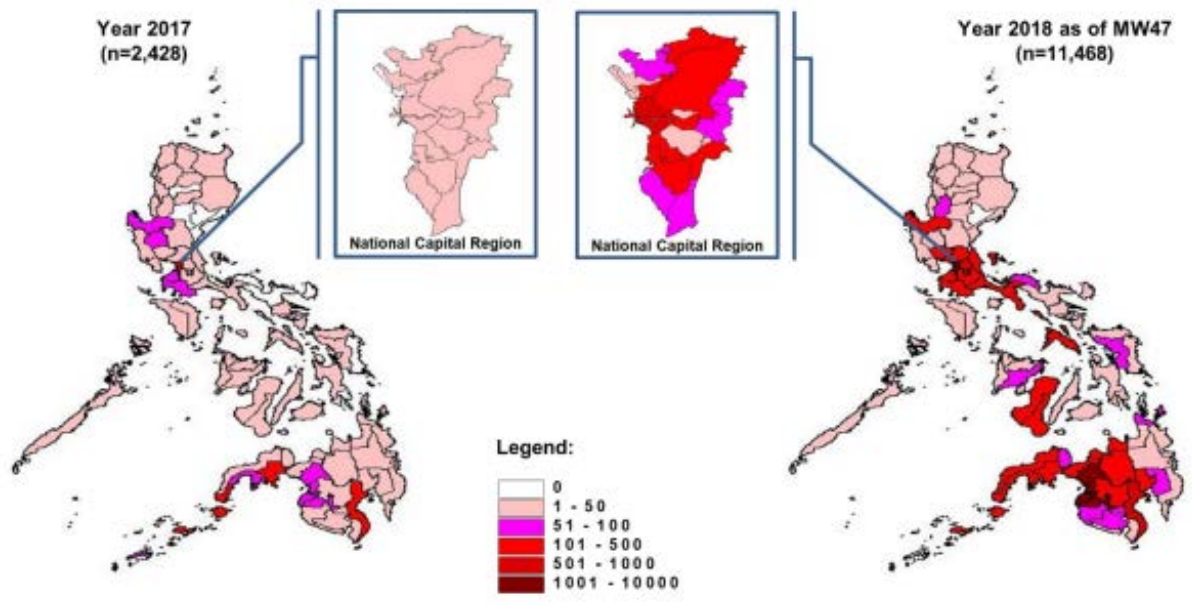 Year 2017
(n=2,428)
National Capital Region
National Capital Region
Year 2018 as of MW47
(n=11,468)
Legend:
0
1 - 50
51 - 100
101 - 500
501 - 1000
1001 - 10000